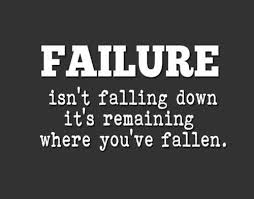 FAILURE
isn't falling down
it's remaining
where you've fallen.